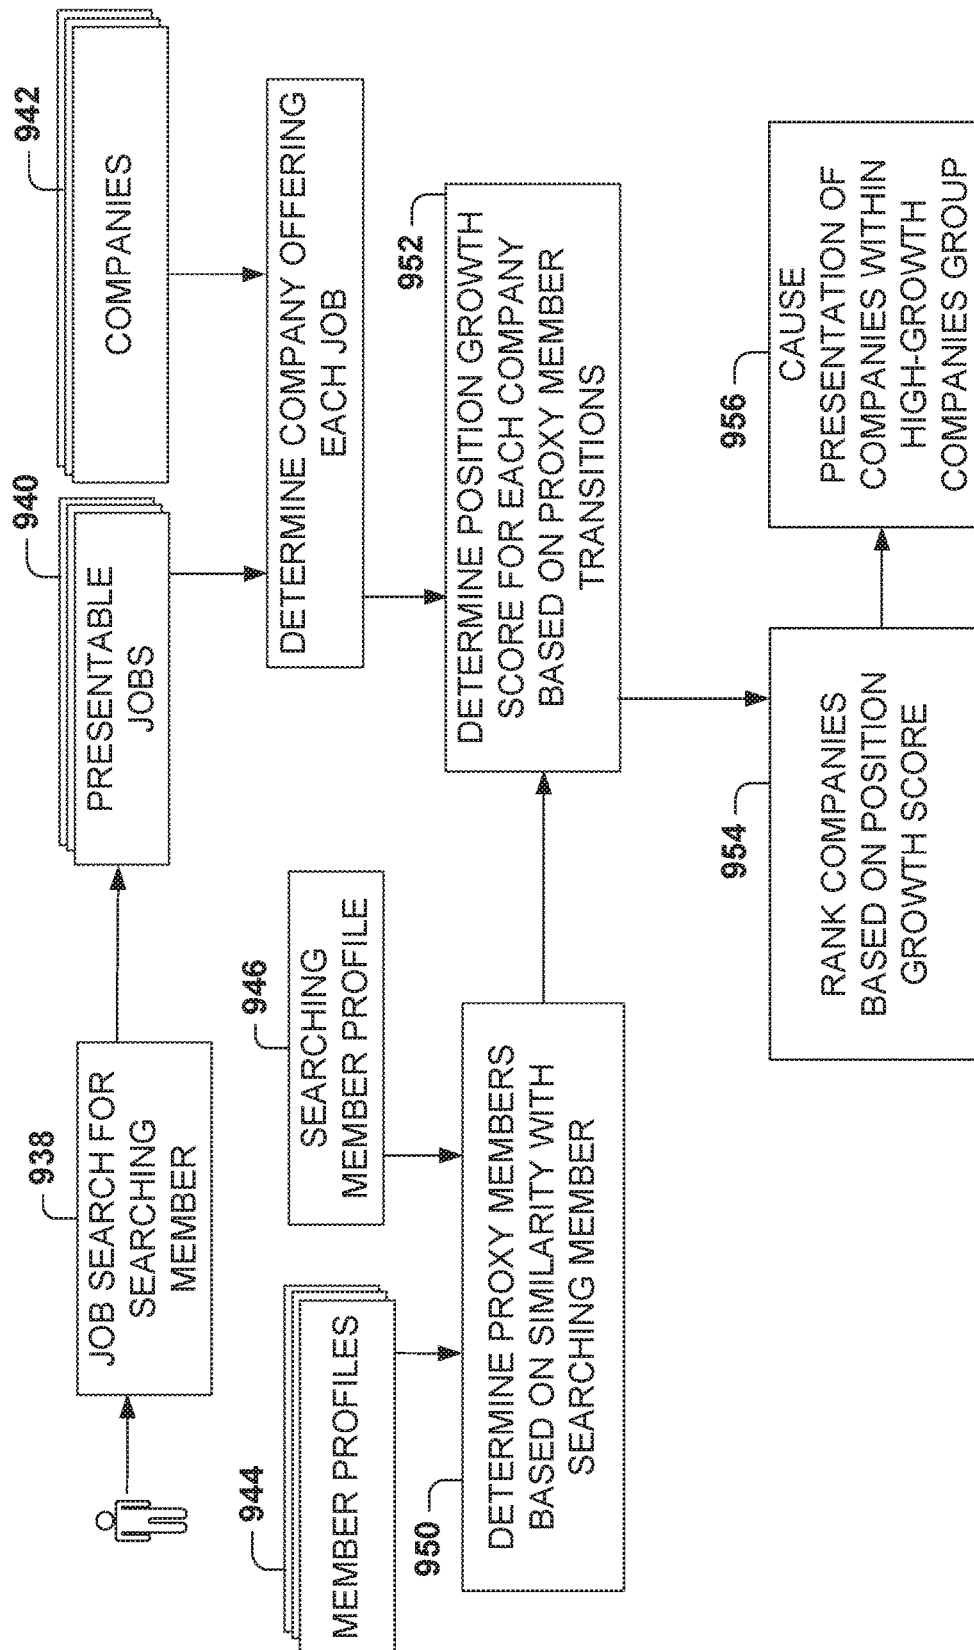 938
JOB SEARCH FOR
SEARCHING
MEMBER
940
PRESENTABLE
JOBS
942
COMPANIES
DETERMINE COMPANY OFFERING
EACH JOB
944
MEMBER PROFILES
946
SEARCHING
MEMBER PROFILE
950
DETERMINE PROXY MEMBERS
BASED ON SIMILARITY WITH
SEARCHING MEMBER
952
DETERMINE POSITION GROWTH
SCORE FOR EACH COMPANY
BASED ON PROXY MEMBER
TRANSITIONS
954
RANK COMPANIES
BASED ON POSITION
GROWTH SCORE
956
CAUSE
PRESENTATION OF
COMPANIES WITHIN
HIGH-GROWTH
COMPANIES GROUP